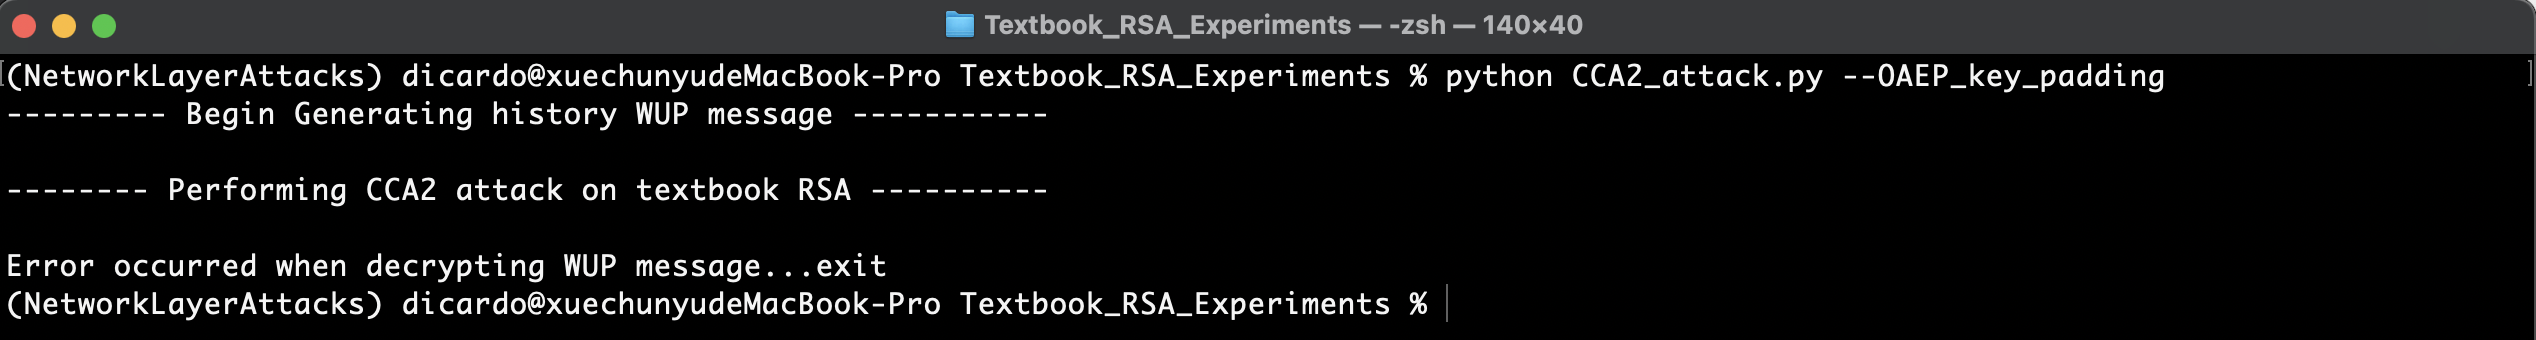 Textbook_RSA_Experiments — -zsh — 140×40
(NetworkLayerAttacks) dicardo@xuechunyudeMacBook-Pro Textbook_RSA_Experiments % python CCA2_attack.py --OAEP_key_padding
--------- Begin Generating history WUP message -----------
-------- Performing CCA2 attack on textbook RSA ----------
Error occurred when decrypting WUP message...exit
(NetworkLayerAttacks) dicardo@xuechunyudeMacBook-Pro Textbook_RSA_Experiments %